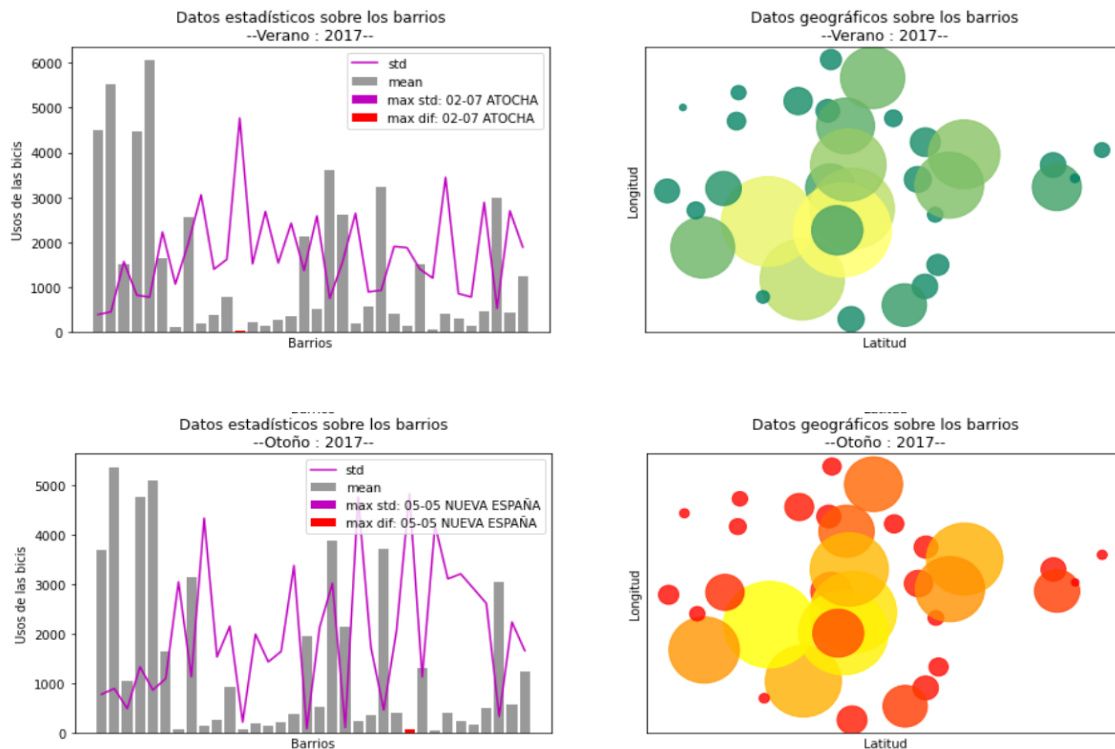 Datos estadísticos sobre los barrios
--Verano : 2017--
6000
5000
4000
3000
2000
1000
0
Usos de las bicis
Barrios
std
mean
max std: 02-07 ATOCHA
max dif: 02-07 ATOCHA
Datos geográficos sobre los barrios
--Verano : 2017--
Longitud
Latitud
Datos estadísticos sobre los barrios
--Otoño : 2017--
5000
4000
3000
2000
1000
0
Usos de las bicis
Barrios
std
mean
max std: 05-05 NUEVA ESPAÑA
max dif: 05-05 NUEVA ESPAÑA
Datos geográficos sobre los barrios
--Otoño : 2017--
Longitud
Latitud